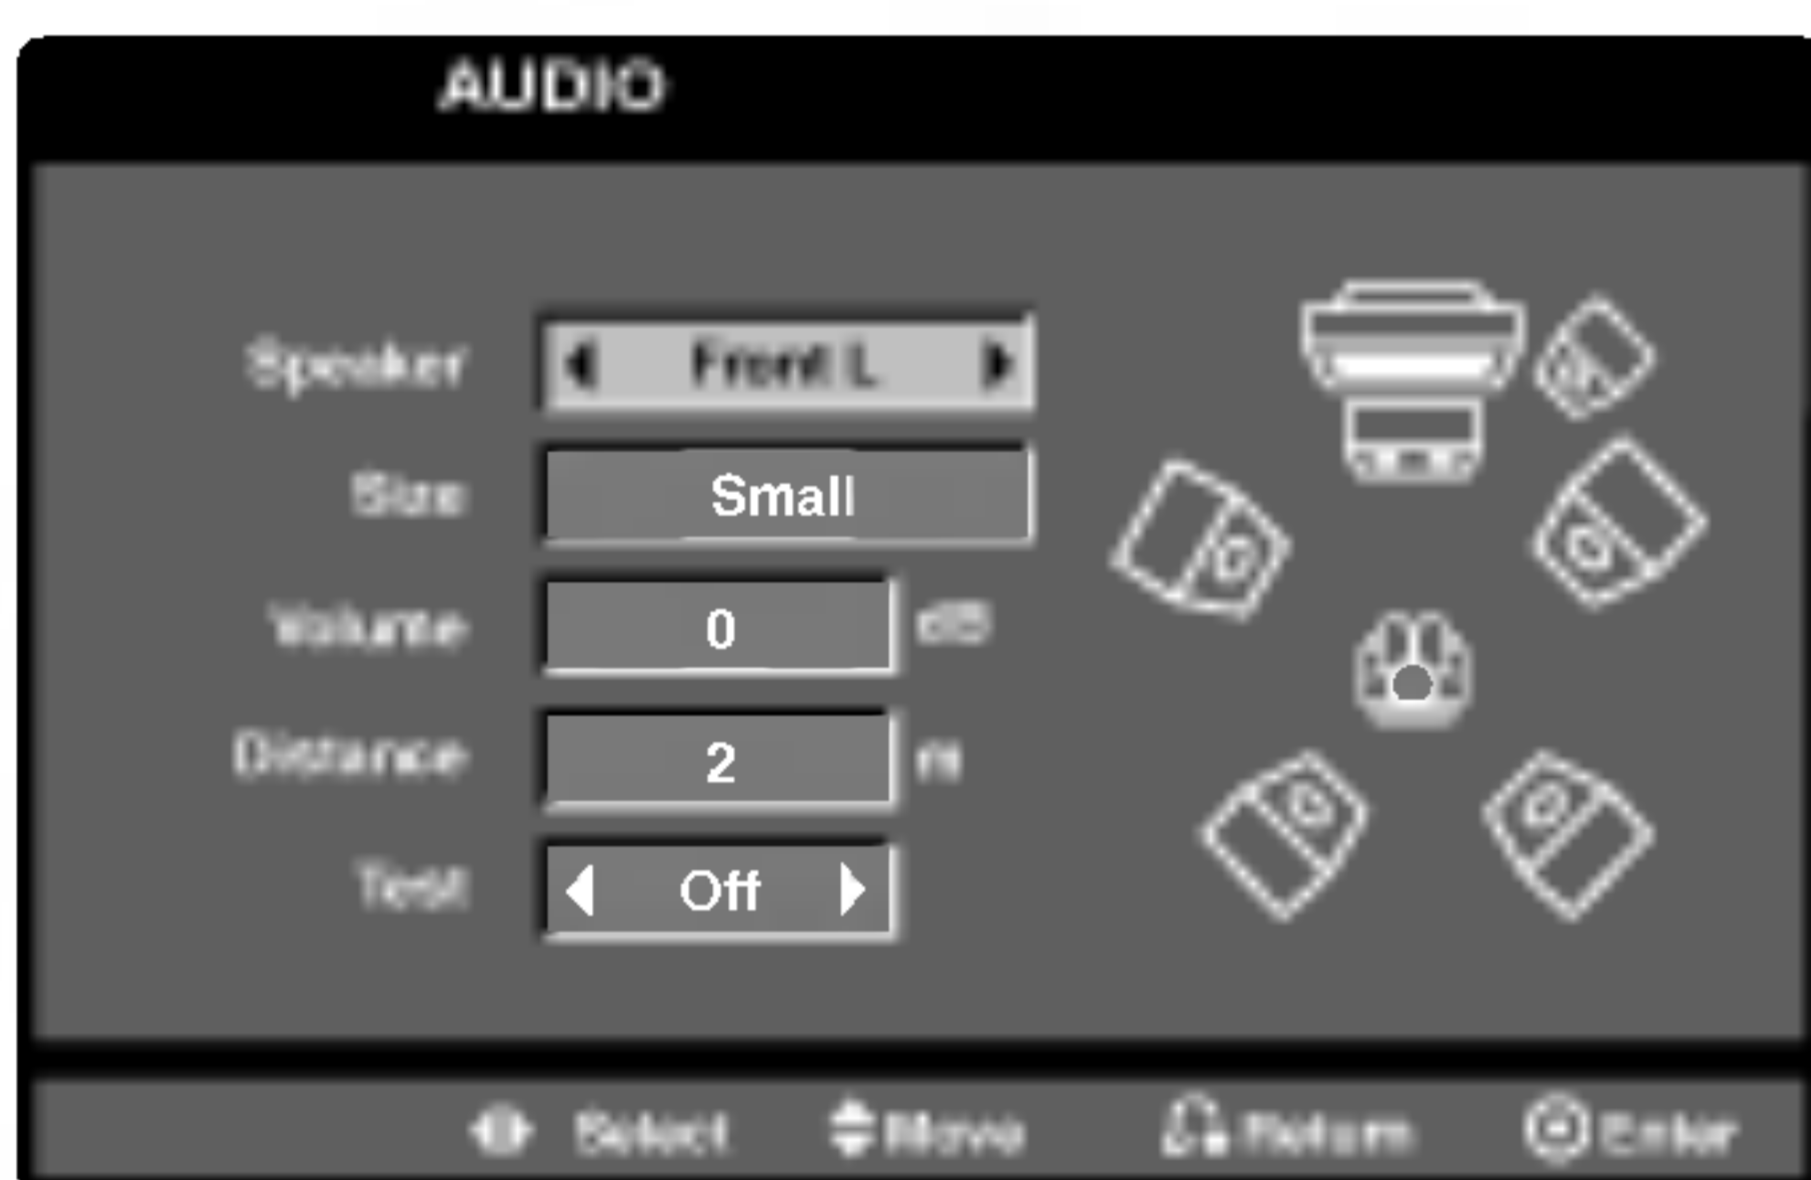 AUDIO
Speaker Front L
Size Small
Volume 0 dB
Distance 2 m
Test Off
Select Move Return Enter